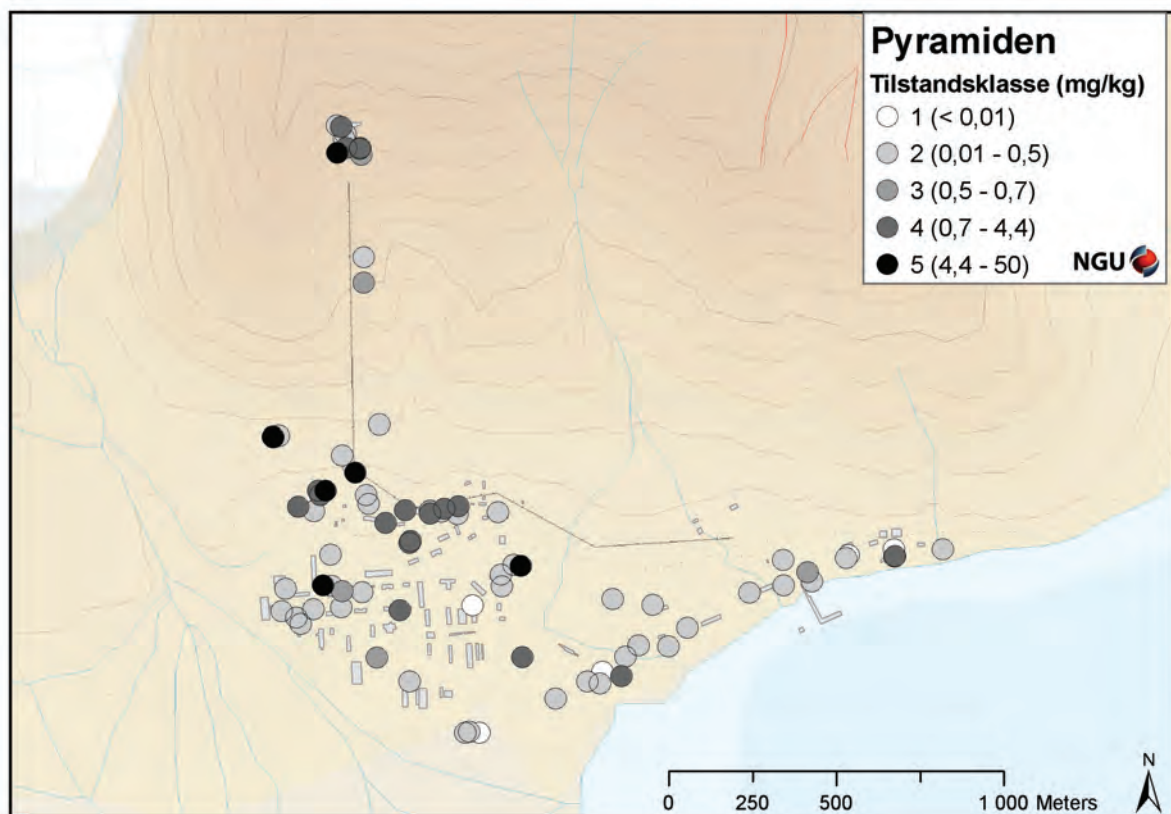 Pyramiden
Tilstandsklasse (mg/kg)
1 (< 0,01)
2 (0,01 - 0,5)
3 (0,5 - 0,7)
4 (0,7 - 4,4)
5 (4,4 - 50)
NGU
N
0 250 500 1 000 Meters